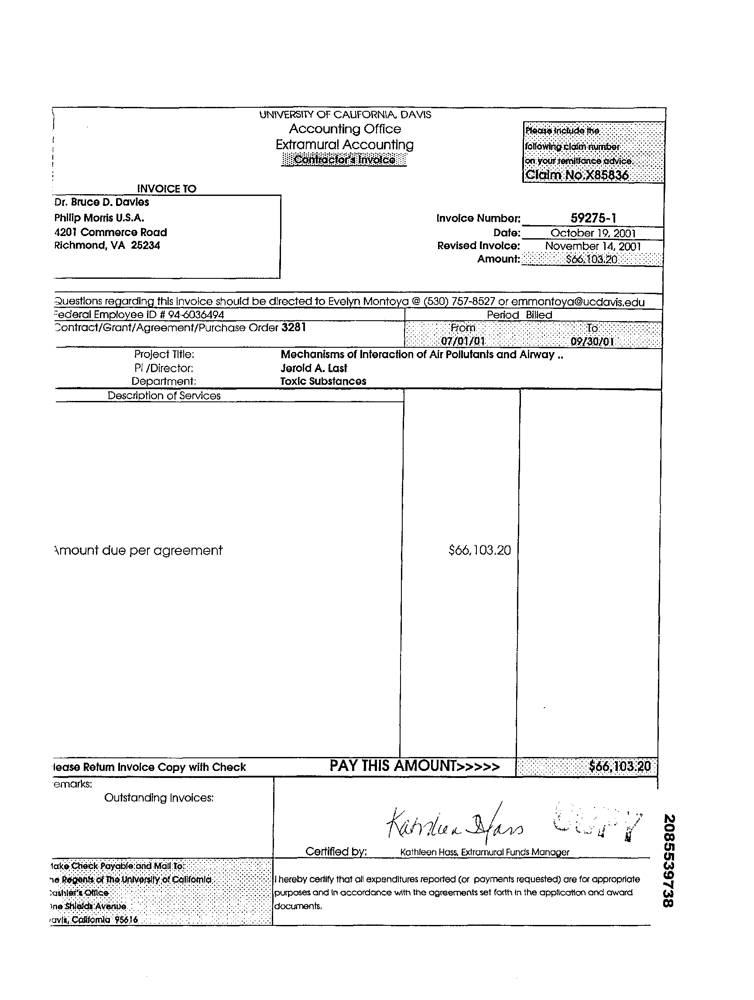 UNIVERSITY OF CALIFORNIA, DAVIS
Accounting Office
Extramural Accounting
Contractor's Invoice
Please include the
following claim number
on your remittance advice.
Claim No.X85836
INVOICE TO
Dr. Bruce D. Davies
Philip Morris U.S.A.
4201 Commerce Road
Richmond, VA 25234
Invoice Number: 59275-1
Date: October 19, 2001
Revised Invoice: November 14, 2001
Amount: $66,103.20
Questions regarding this invoice should be directed to Evelyn Montoya @ (530) 757-8527 or emmontoya@ucdavis.edu
Federal Employee ID # 94-6036494 Period Billed
Contract/Grant/Agreement/Purchase Order 3281 From To
07/01/01 09/30/01
Project Title: Mechanisms of Interaction of Air Pollutants and Airway ..
PI /Director: Jerold A. Last
Department: Toxic Substances
Description of Services
Amount due per agreement $66,103.20
lease Return Invoice Copy with Check PAY THIS AMOUNT>>>>> $66,103.20
emarks:
Outstanding Invoices:
Kathleen Hass COPY
Certified by: Kathleen Hass, Extramural Funds Manager
Make Check Payable and Mail To:
he Regents of The University of California
Cashier's Office
One Shields Avenue
Davis, California 95616
I hereby certify that all expenditures reported (or payments requested) are for appropriate
purposes and in accordance with the agreements set forth in the application and award
documents.
2085539738